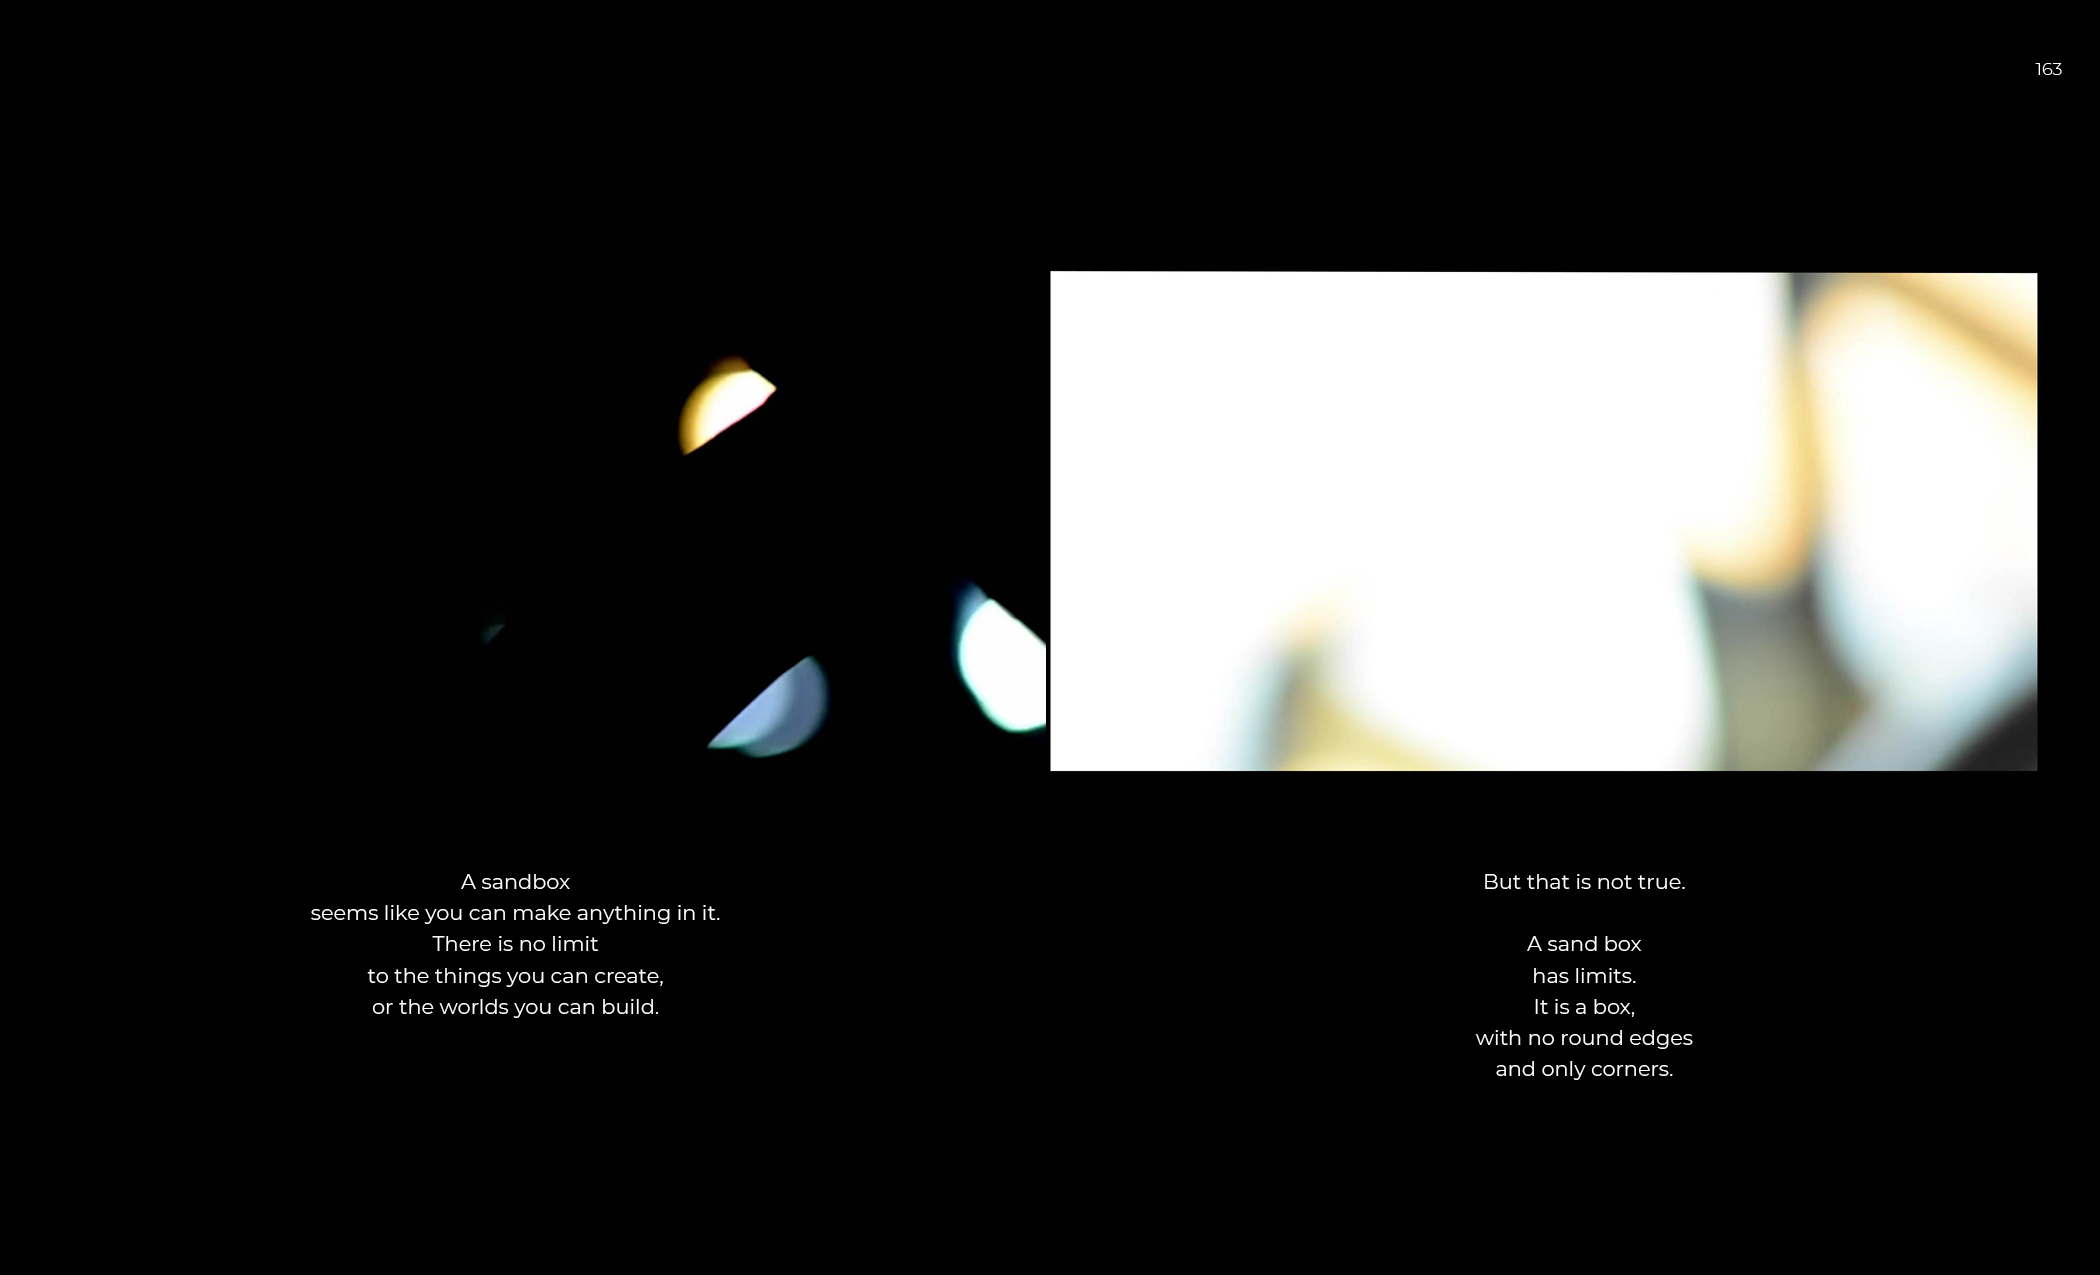 163
A sandbox
seems like you can make anything in it.
There is no limit
to the things you can create,
or the worlds you can build.
But that is not true.
A sand box
has limits.
It is a box,
with no round edges
and only corners.